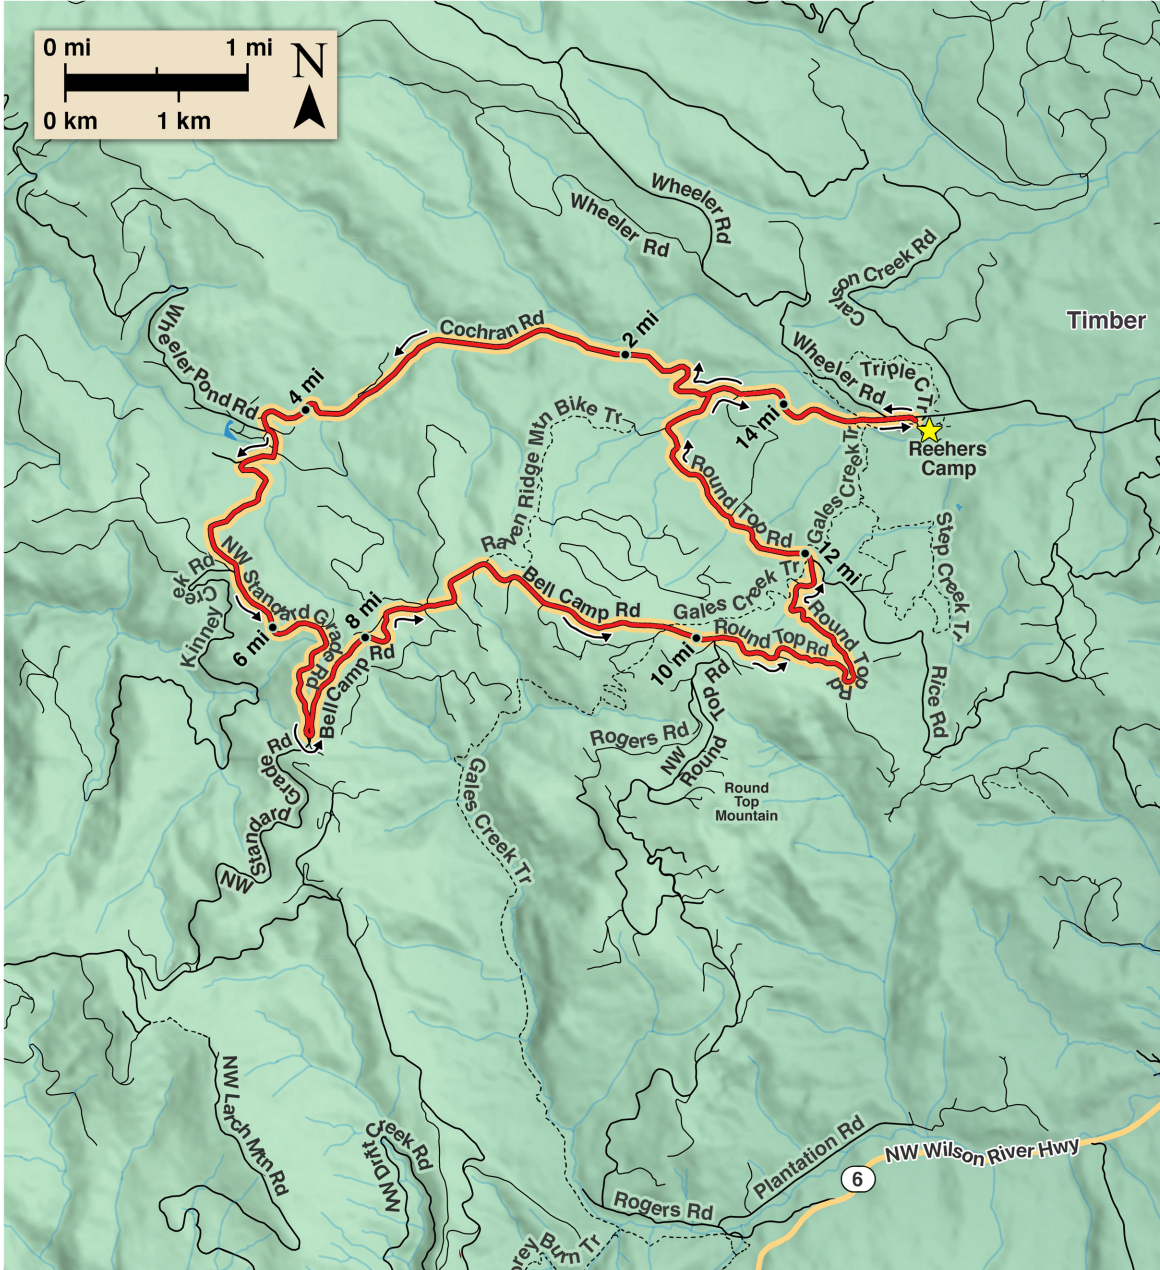 0 mi 1 mi
N
0 km 1 km
Wheeler Rd
Wheeler Rd
Carlson Creek Rd
Timber
Wheeler Pond Rd
Cochran Rd
2 mi
Wheeler Rd
Triple C Tr
4 mi
Raven Ridge Mtn Bike Tr
14 mi
Reehers
Camp
Gales Creek Tr
Round Top Rd
NW Standard Grade Rd
Kinney Creek Rd
12 mi
Step Creek Tr
Bell Camp Rd
Gales Creek Tr
8 mi
6 mi
Bell Camp Rd
10 mi
Round Top Rd
Round Top Rd
Rice Rd
NW Round Top Rd
Rogers Rd
NW Standard Grade Rd
Gales Creek Tr
Round
Top
Mountain
NW Larch Mtn Rd
NW Drift Creek Rd
Plantation Rd
NW Wilson River Hwy
6
Rogers Rd
orey Burn Tr